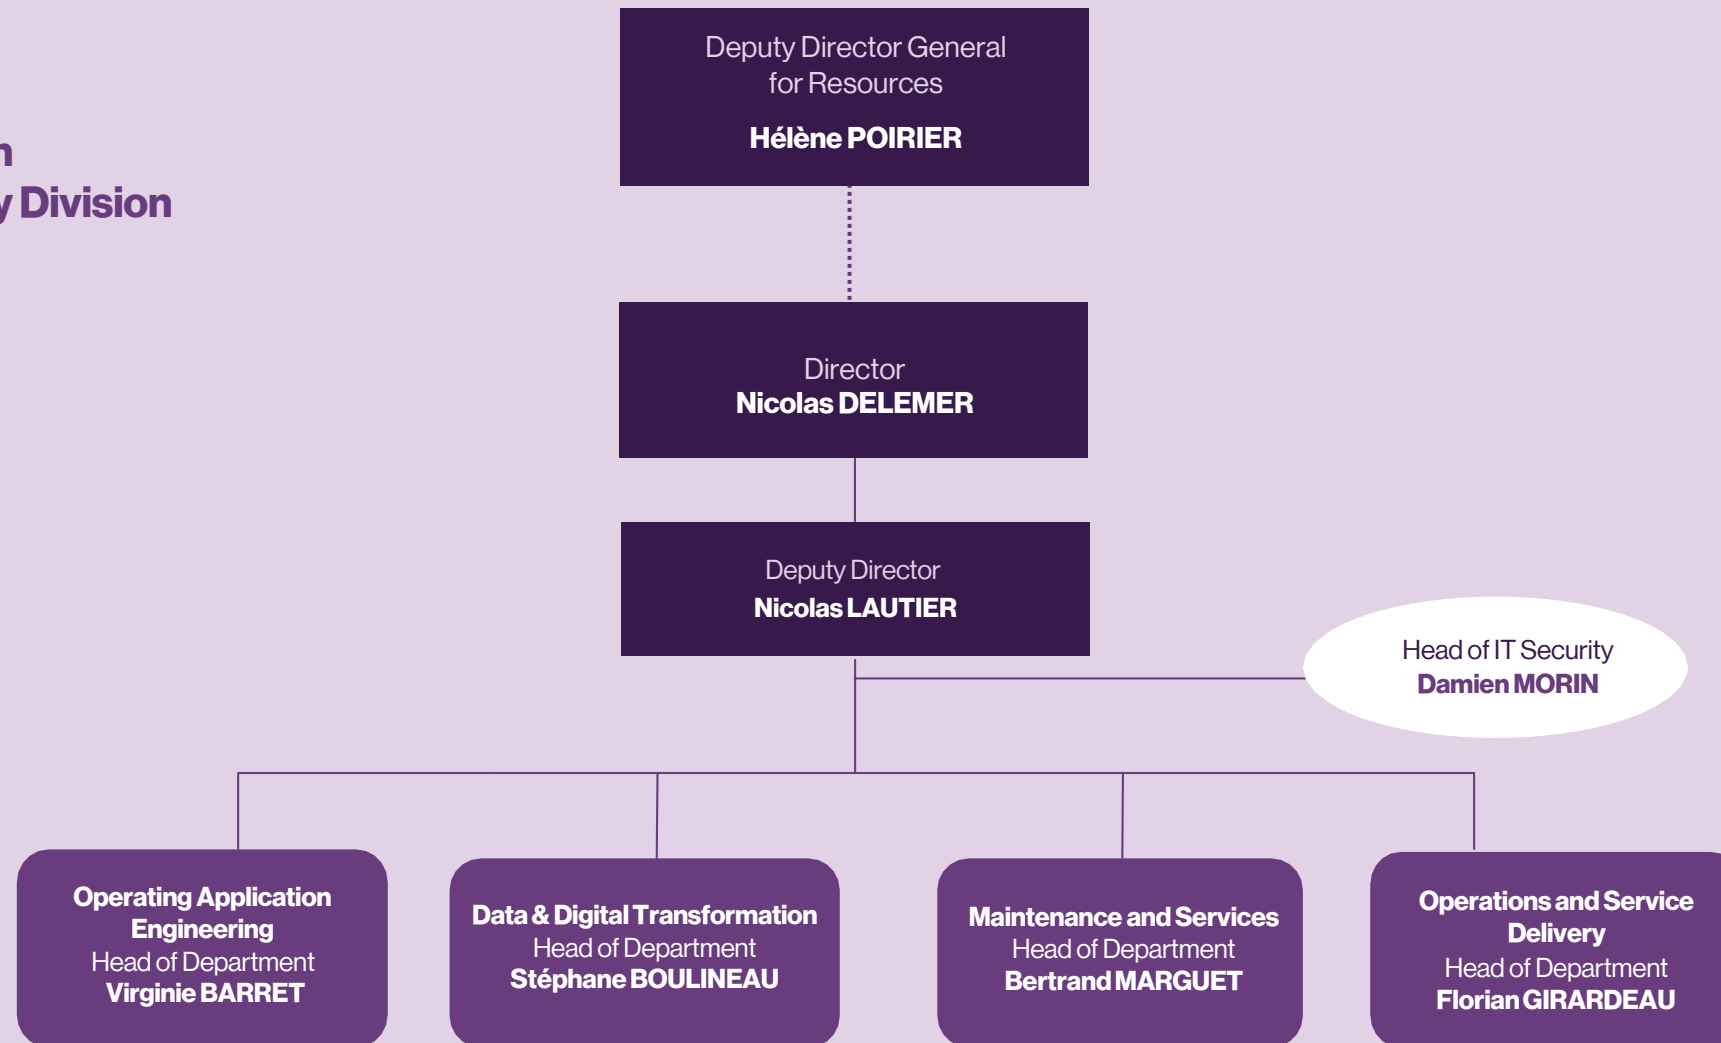 Deputy Director General
for Resources
Hélène POIRIER
n
y Division
Director
Nicolas DELEMER
Deputy Director
Nicolas LAUTIER
Head of IT Security
Damien MORIN
Operating Application
Engineering
Head of Department
Virginie BARRET
Data & Digital Transformation
Head of Department
Stéphane BOULINEAU
Maintenance and Services
Head of Department
Bertrand MARGUET
Operations and Service
Delivery
Head of Department
Florian GIRARDEAU